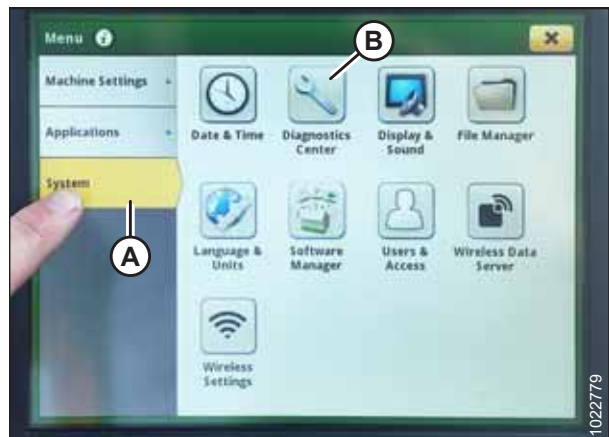 Menu i
Machine Settings
Applications
System
A
B
Date & Time
Diagnostics
Center
Display &
Sound
File Manager
Language &
Units
Software
Manager
Users &
Access
Wireless Data
Server
Wireless
Settings
1022779